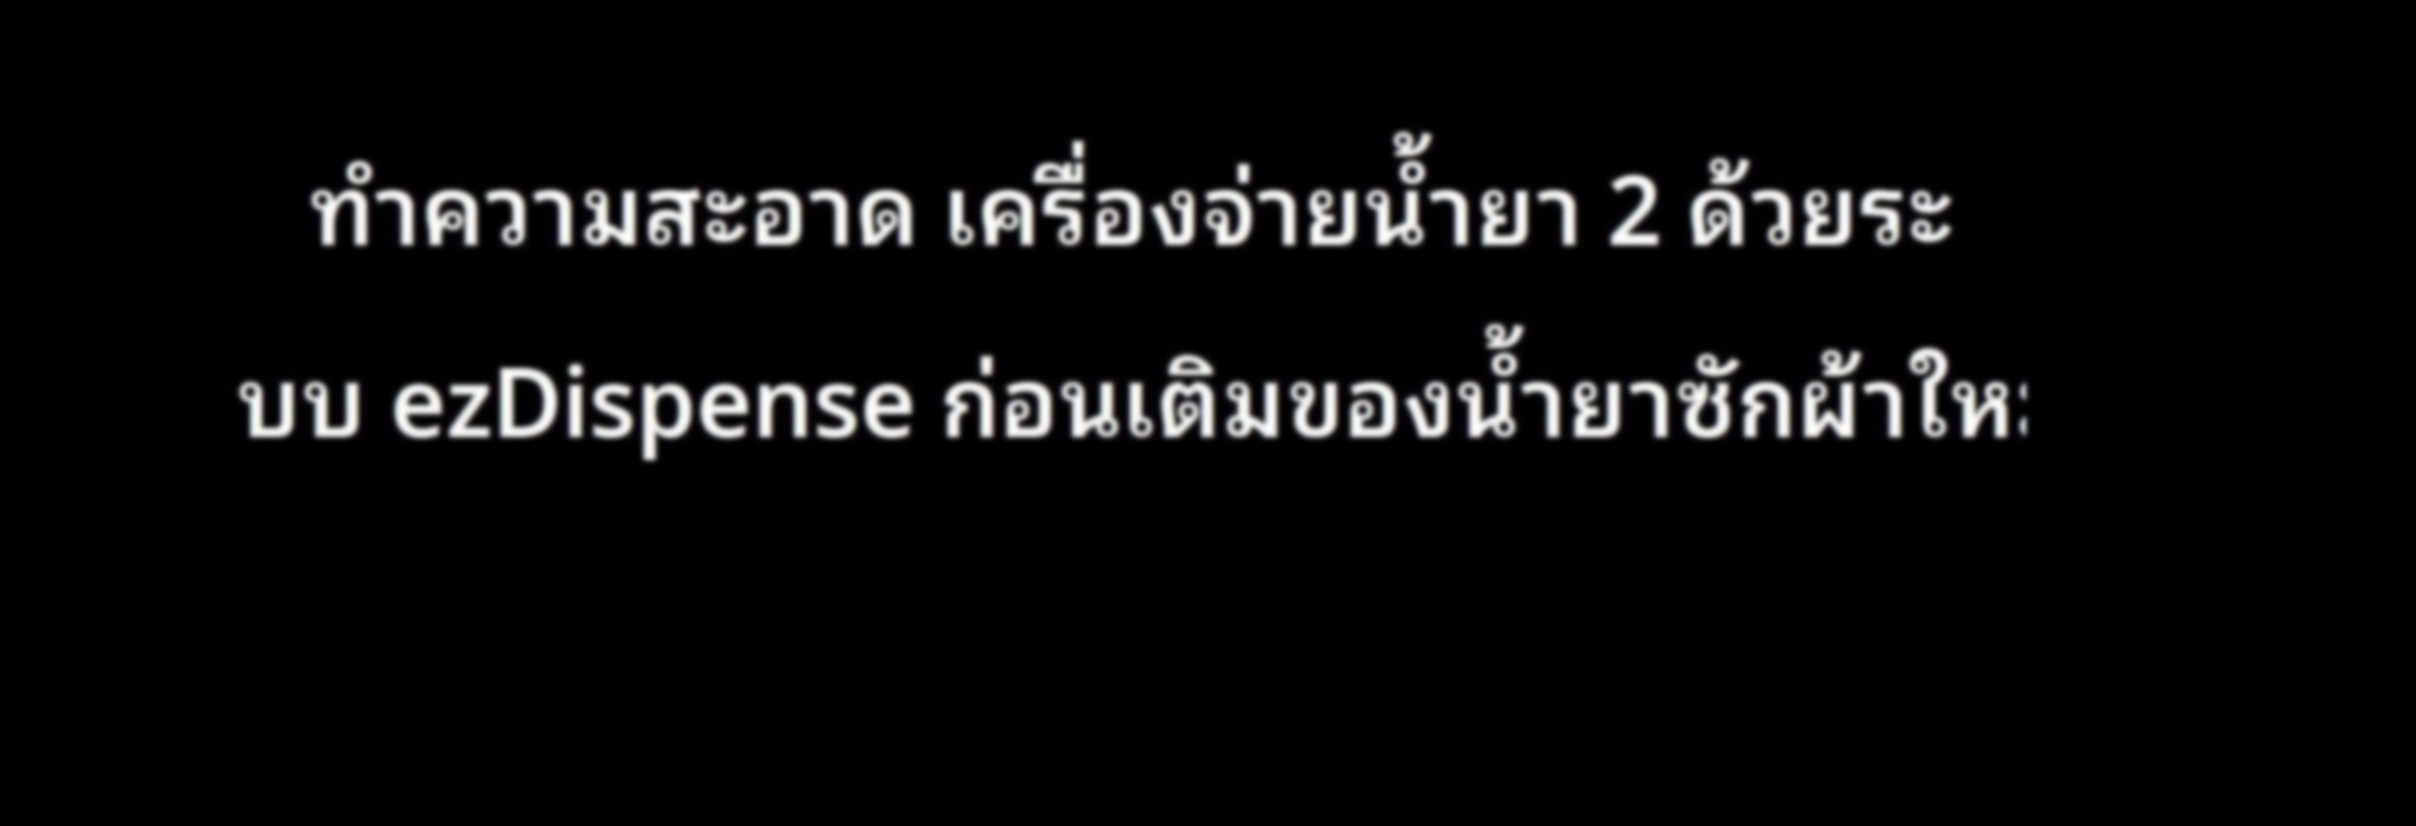 ทำความสะอาด เครื่องจ่ายน้ำยา 2 ด้วยระ
บบ ezDispense ก่อนเติมของน้ำยาซักผ้าให